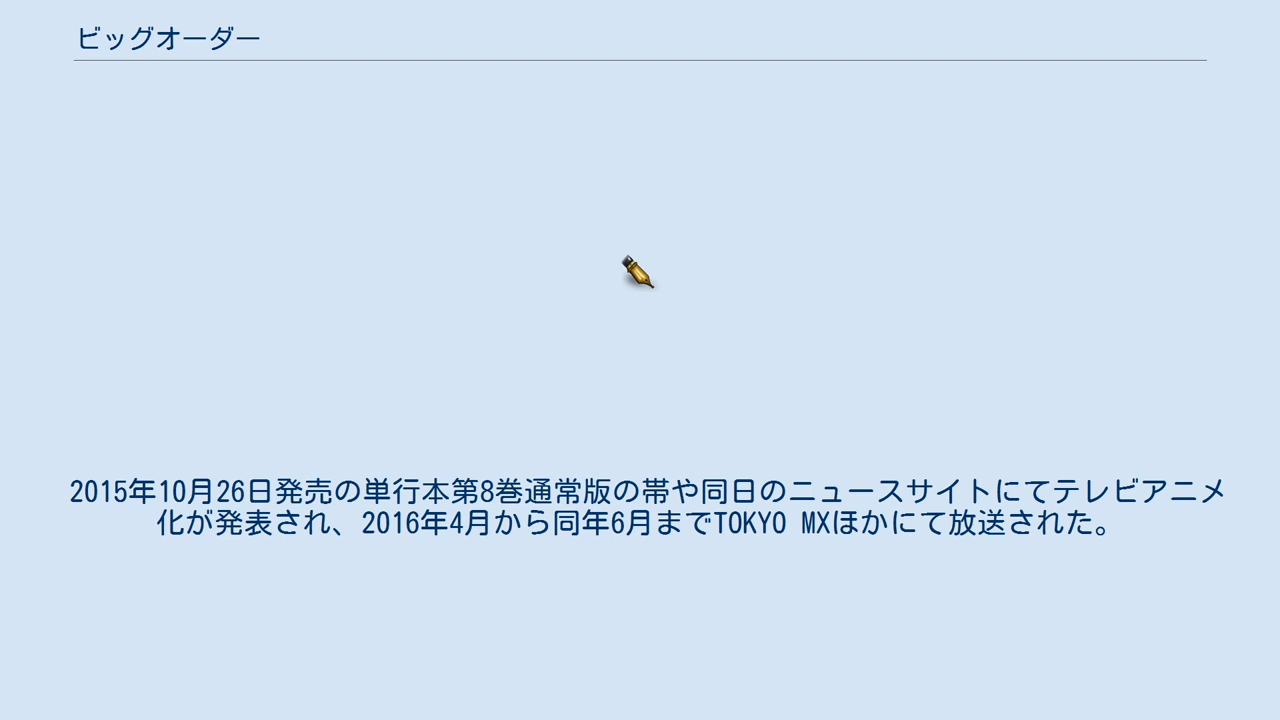 ビッグオーダー
2015年10月26日発売の単行本第8巻通常版の帯や同日のニュースサイトにてテレビアニメ
化が発表され、2016年4月から同年6月までTOKYO MXほかにて放送された。